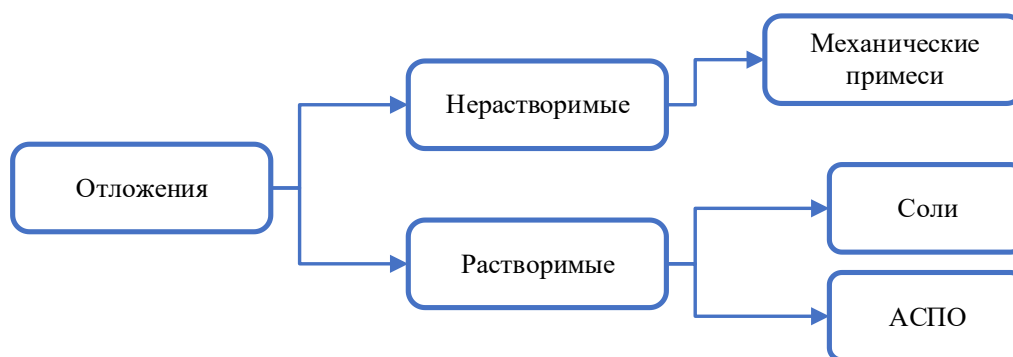 Механические
примеси
Нерастворимые
Отложения
Соли
Растворимые
АСПО